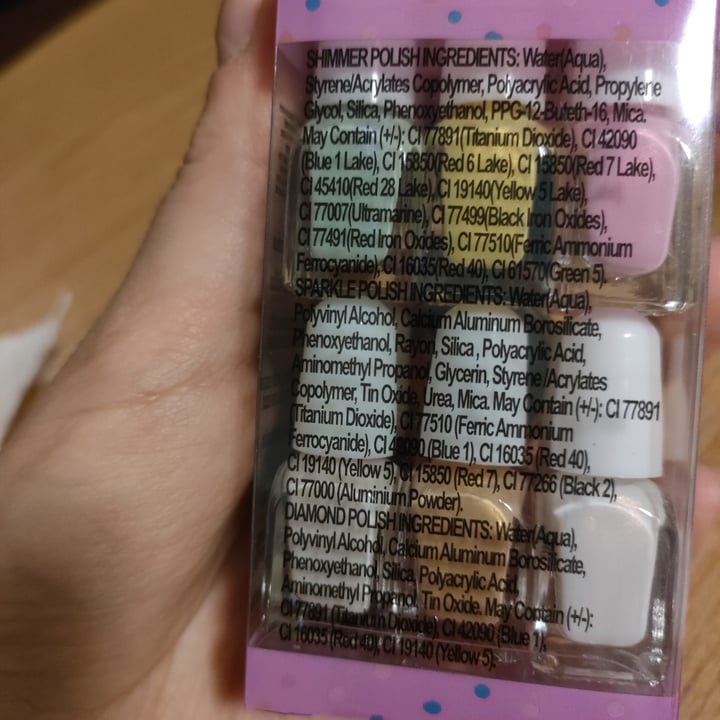 SHIMMER POLISH INGREDIENTS: Water(Aqua),
Styrene/Acrylates Copolymer, Polyacrylic Acid, Propylene
Glycol, Silica, Phenoxyethanol, PPG-12-Buteth-16, Mica.
May Contain (+/-): CI 77891(Titanium Dioxide), CI 42090
(Blue 1 Lake), CI 15850(Red 6 Lake), CI 15850(Red 7 Lake),
CI 45410(Red 28 Lake), CI 19140(Yellow 5 Lake),
CI 77007(Ultramarine), CI 77499(Black Iron Oxides),
CI 77491(Red Iron Oxides), CI 77510(Ferric Ammonium
Ferrocyanide), CI 16035(Red 40), CI 61570(Green 5).
SPARKLE POLISH INGREDIENTS: Water(Aqua),
Polyvinyl Alcohol, Calcium Aluminum Borosilicate,
Phenoxyethanol, Rayon, Silica , Polyacrylic Acid,
Aminomethyl Propanol, Glycerin, Styrene /Acrylates
Copolymer, Tin Oxide, Urea, Mica. May Contain (+/-): CI 77891
(Titanium Dioxide), CI 77510 (Ferric Ammonium
Ferrocyanide), CI 42090 (Blue 1), CI 16035 (Red 40),
CI 19140 (Yellow 5), CI 15850 (Red 7), CI 77266 (Black 2),
CI 77000 (Aluminium Powder).
DIAMOND POLISH INGREDIENTS: Water(Aqua),
Polyvinyl Alcohol, Calcium Aluminum Borosilicate,
Phenoxyethanol, Silica, Polyacrylic Acid,
Aminomethyl Propanol, Tin Oxide. May Contain (+/-):
CI 77891 (Titanium Dioxide), CI 42090 (Blue 1),
CI 16035 (Red 40), CI 19140 (Yellow 5).